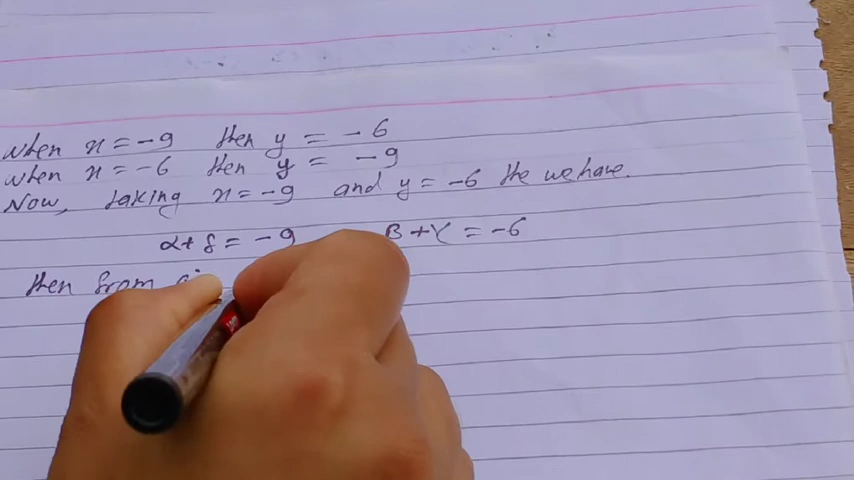 when x = -9 then y = -6
when x = -6 then y = -9
Now, taking x = -9 and y = -6 the we have.
α+δ = -9 β+γ = -6
then from